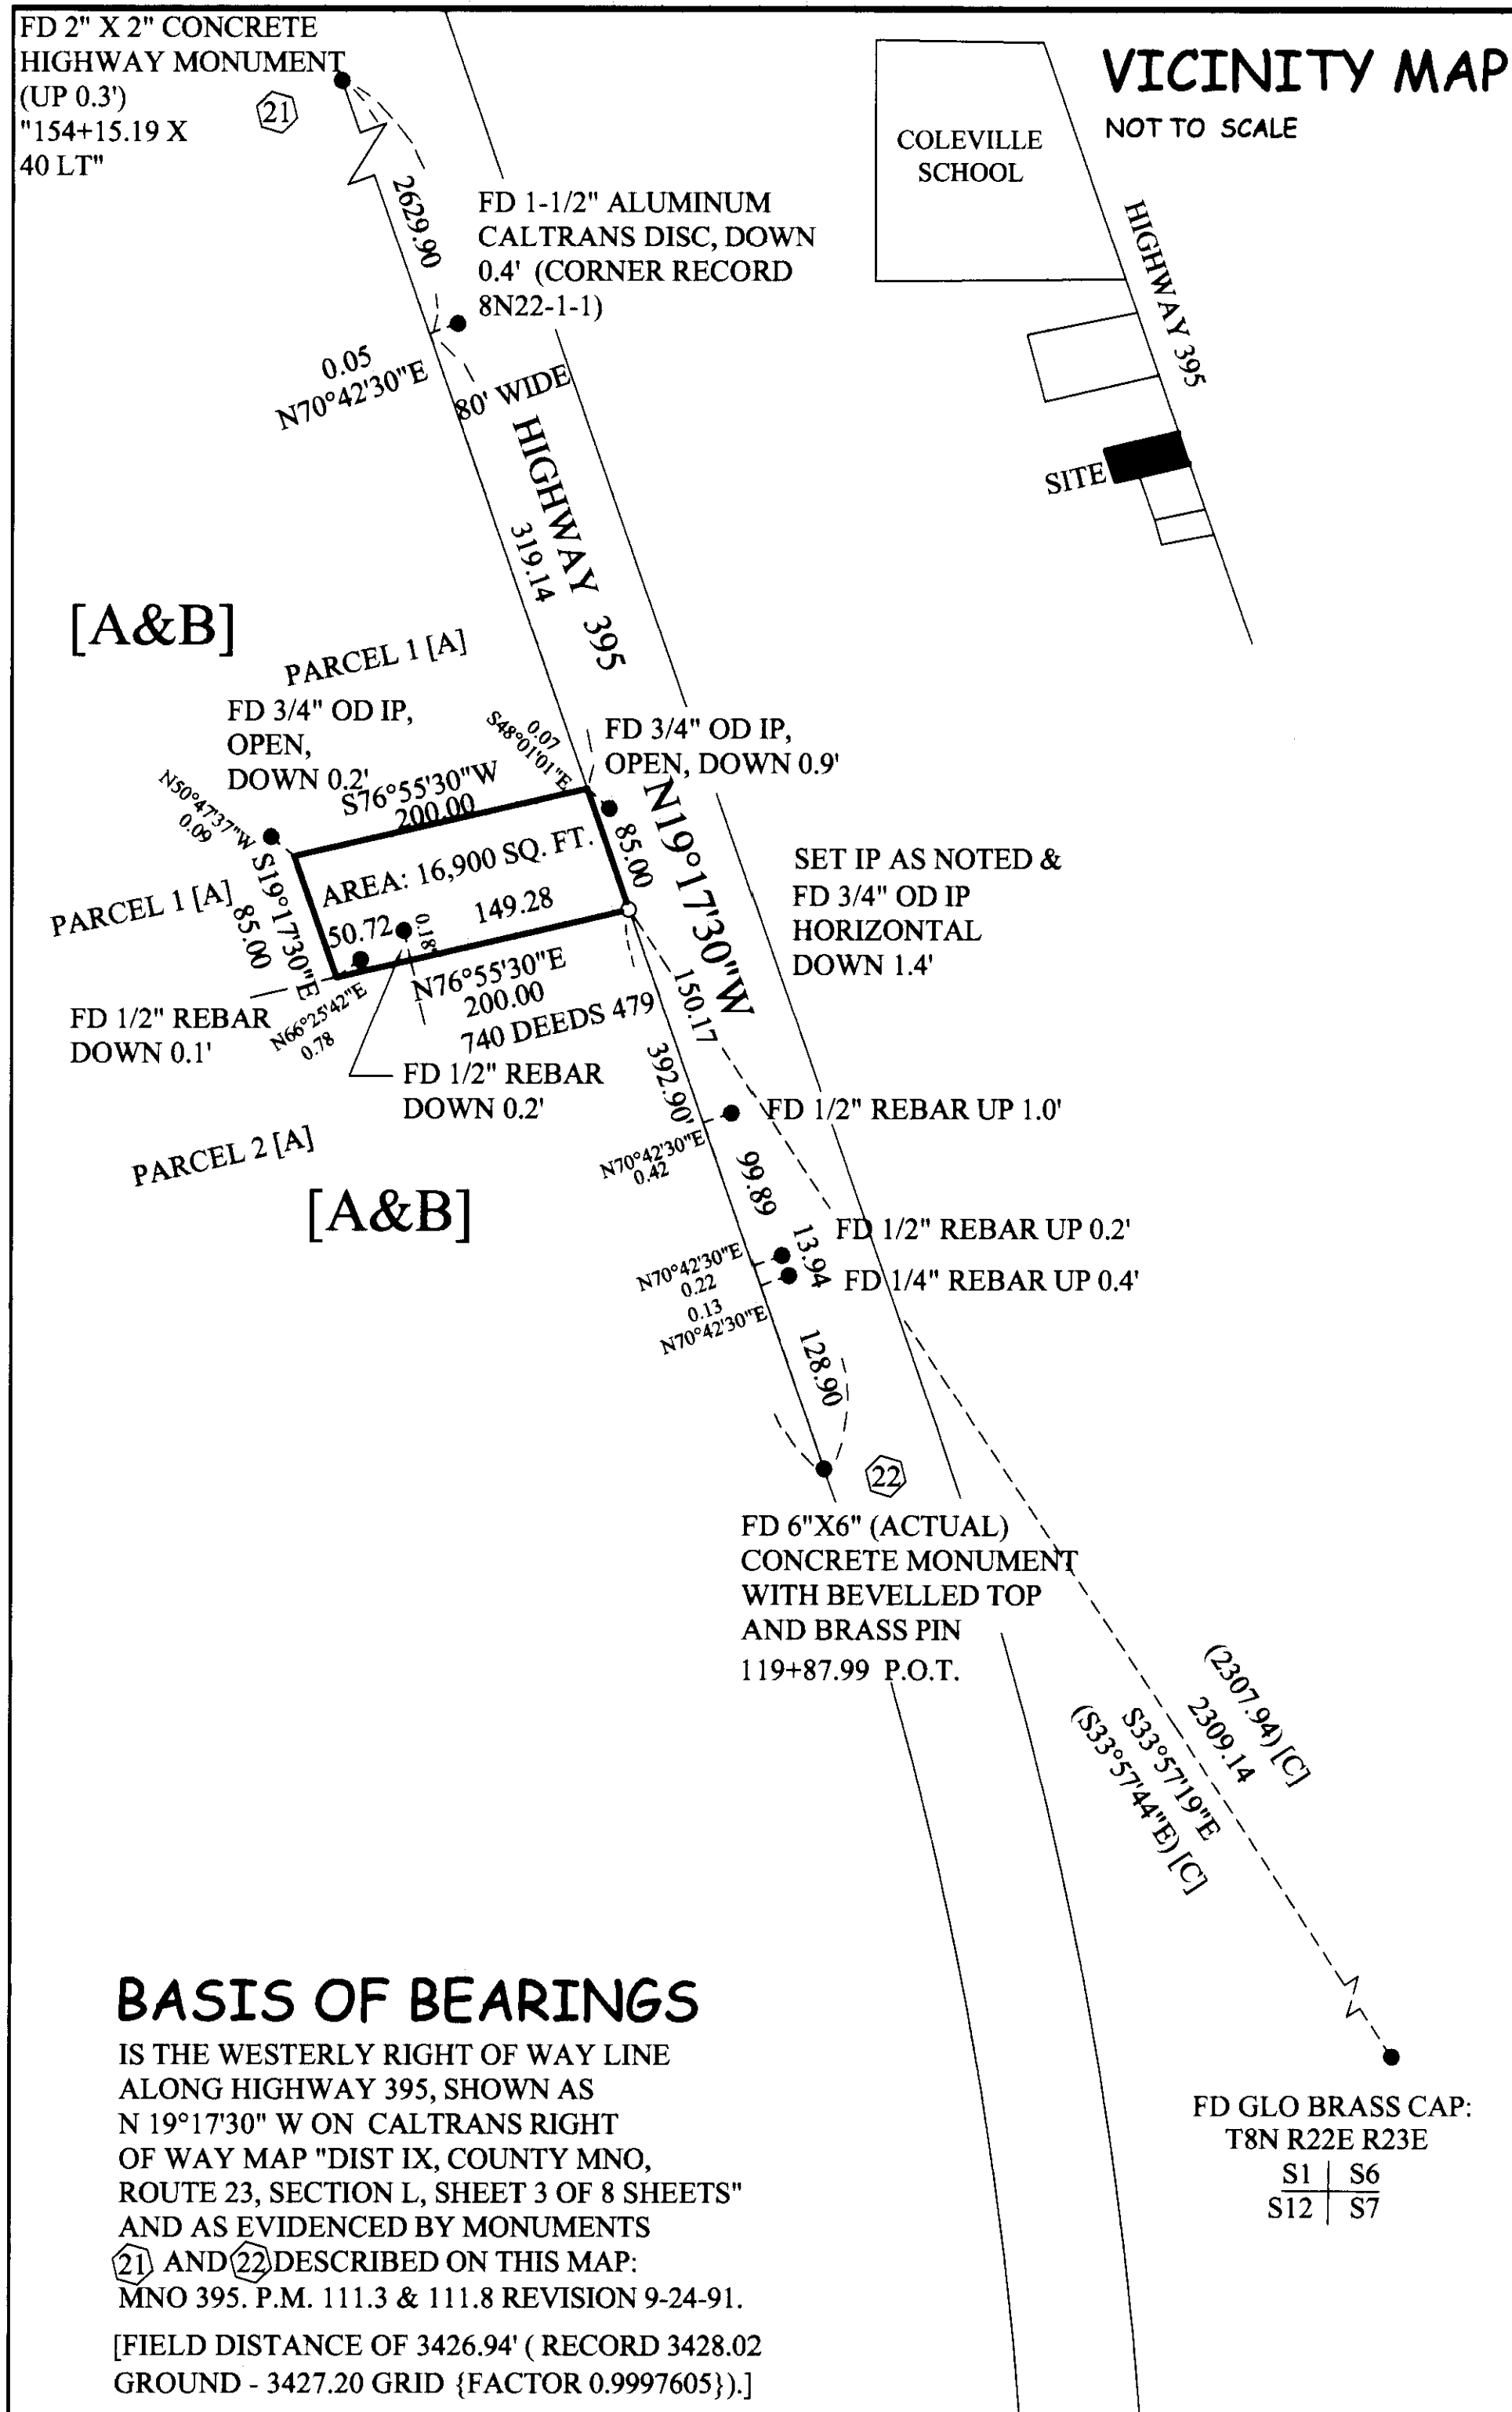 FD 2" X 2" CONCRETE
HIGHWAY MONUMENT
(UP 0.3')
"154+15.19 X
40 LT"
21
VICINITY MAP
NOT TO SCALE
COLEVILLE
SCHOOL
HIGHWAY 395
SITE
2629.90
FD 1-1/2" ALUMINUM
CALTRANS DISC, DOWN
0.4' (CORNER RECORD
8N22-1-1)
0.05
N70°42'30"E
80' WIDE
HIGHWAY 395
319.14
[A&B]
PARCEL 1 [A]
FD 3/4" OD IP,
OPEN,
DOWN 0.2'
S48°01'01"E
0.07
FD 3/4" OD IP,
OPEN, DOWN 0.9'
N50°47'37"W
0.09
S76°55'30"W
200.00
85.00
N19°17'30"W
AREA: 16,900 SQ. FT.
PARCEL 1 [A]
85.00
S19°17'30"E
50.72
0.18'
149.28
SET IP AS NOTED &
FD 3/4" OD IP
HORIZONTAL
DOWN 1.4'
N76°55'30"E
200.00
740 DEEDS 479
FD 1/2" REBAR
DOWN 0.1'
N66°25'42"E
0.78
FD 1/2" REBAR
DOWN 0.2'
150.17
392.90'
FD 1/2" REBAR UP 1.0'
PARCEL 2 [A]
[A&B]
N70°42'30"E
0.42
99.89
FD 1/2" REBAR UP 0.2'
N70°42'30"E
0.22
13.94
FD 1/4" REBAR UP 0.4'
0.13
N70°42'30"E
128.90
22
FD 6"X6" (ACTUAL)
CONCRETE MONUMENT
WITH BEVELLED TOP
AND BRASS PIN
119+87.99 P.O.T.
(2307.94) [C]
2309.14
S33°57'19"E
(S33°57'44"E) [C]
FD GLO BRASS CAP:
T8N R22E R23E
S1 | S6
S12 | S7
BASIS OF BEARINGS
IS THE WESTERLY RIGHT OF WAY LINE
ALONG HIGHWAY 395, SHOWN AS
N 19°17'30" W ON CALTRANS RIGHT
OF WAY MAP "DIST IX, COUNTY MNO,
ROUTE 23, SECTION L, SHEET 3 OF 8 SHEETS"
AND AS EVIDENCED BY MONUMENTS
21 AND 22 DESCRIBED ON THIS MAP:
MNO 395. P.M. 111.3 & 111.8 REVISION 9-24-91.
[FIELD DISTANCE OF 3426.94' ( RECORD 3428.02
GROUND - 3427.20 GRID {FACTOR 0.9997605}).]